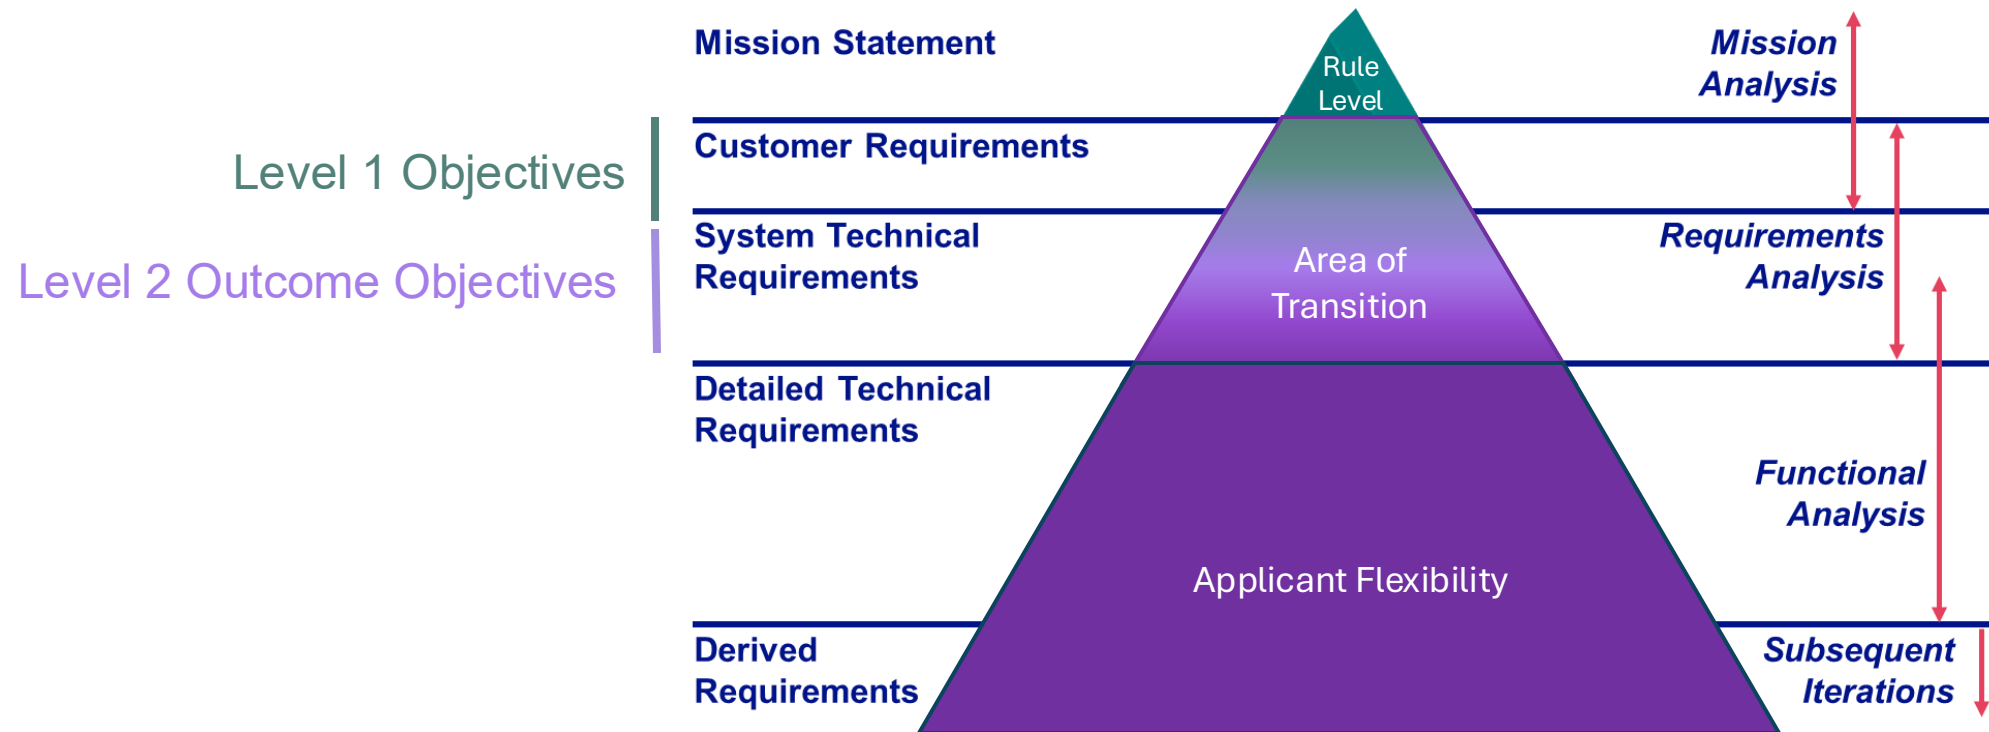 Mission Statement
Rule
Level
Mission
Analysis
Level 1 Objectives
Customer Requirements
Level 2 Outcome Objectives
System Technical
Requirements
Area of
Transition
Requirements
Analysis
Detailed Technical
Requirements
Functional
Analysis
Applicant Flexibility
Derived
Requirements
Subsequent
Iterations